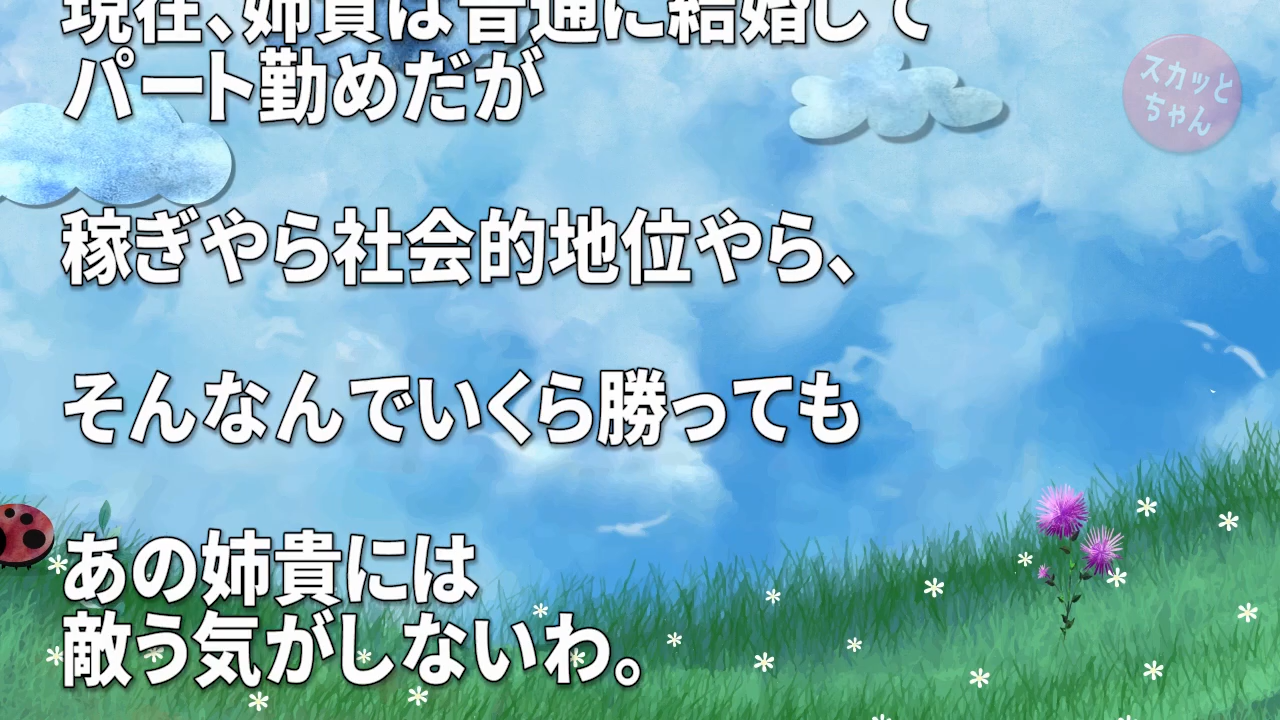 現在、姉貴は普通に結婚して
パート勤めだが
稼ぎやら社会的地位やら、
そんなんでいくら勝っても
あの姉貴には
敵う気がしないわ。
スカッと
ちゃん